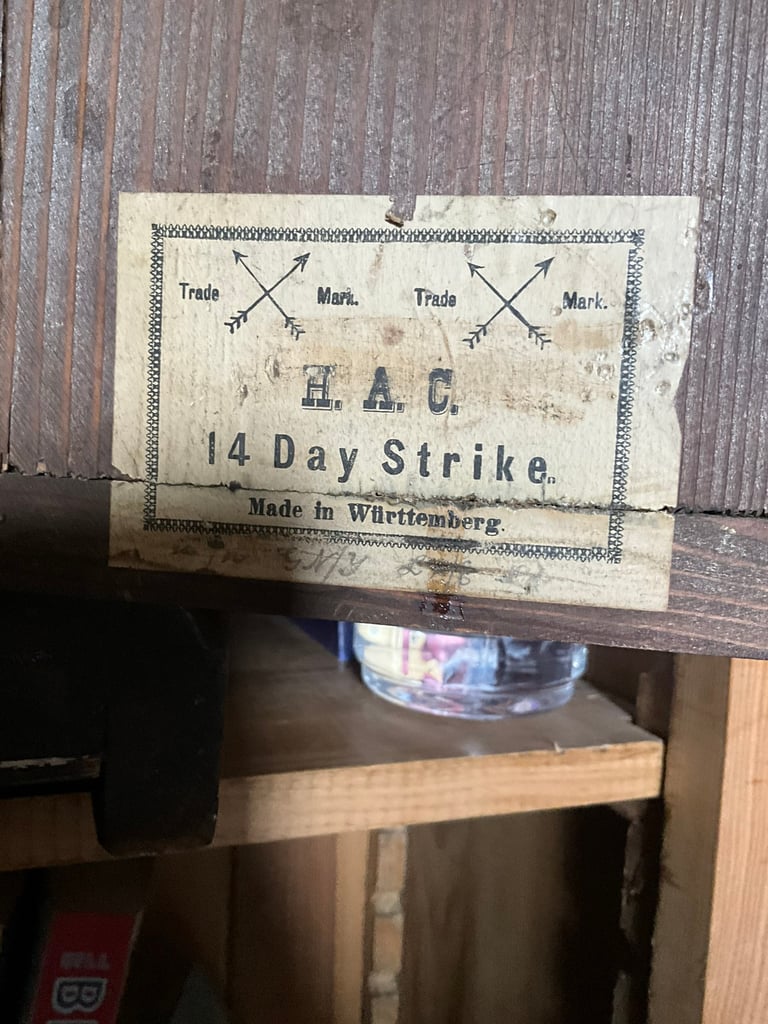 Trade Mark. Trade Mark.
H. A. C.
14 Day Strike.
Made in Württemberg.